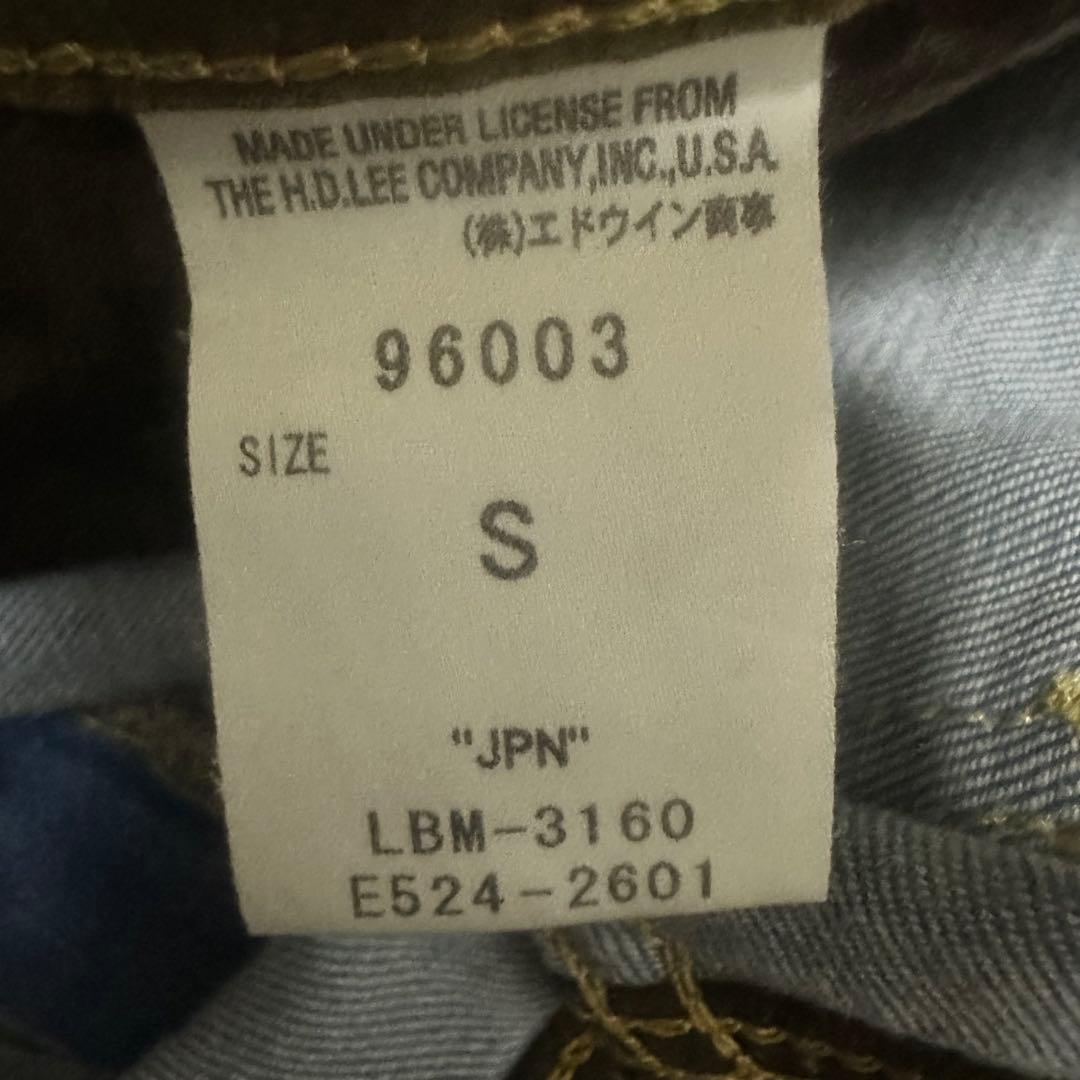 MADE UNDER LICENSE FROM
THE H.D.LEE COMPANY,INC.,U.S.A.
(株)エドウイン商事
96003
SIZE
S
"JPN"
LBM-3160
E524-2601